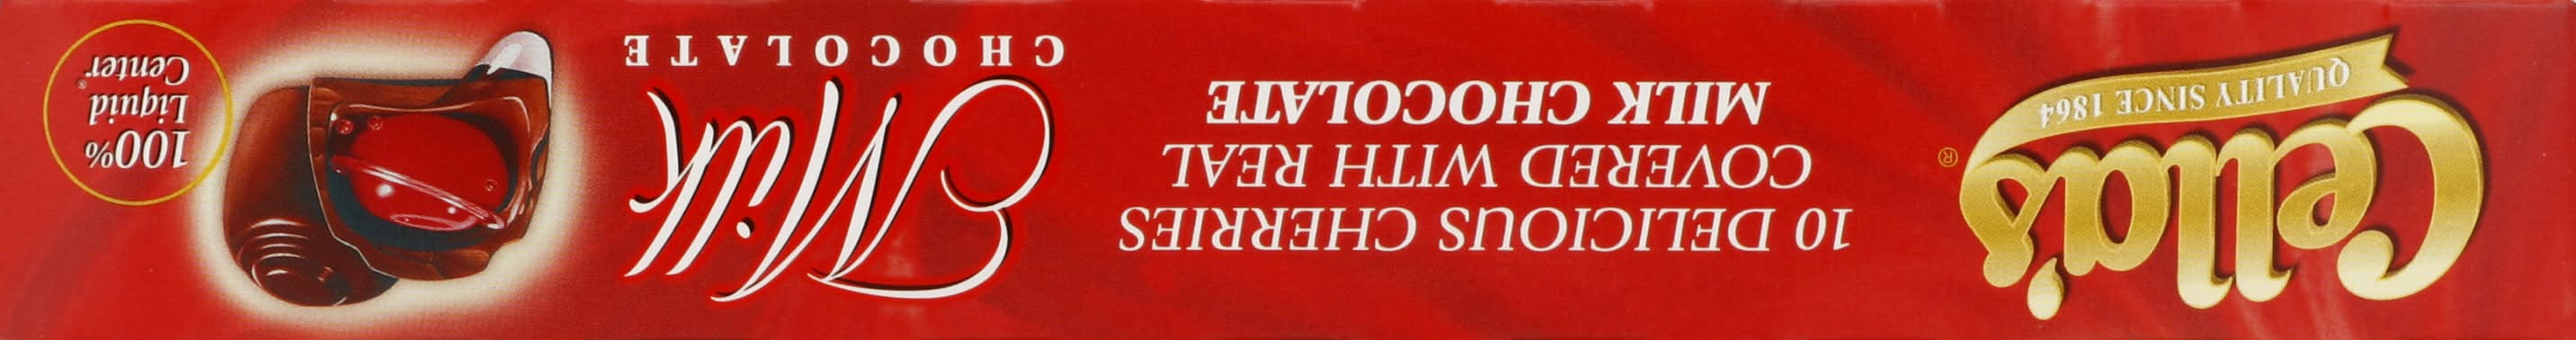 Cella's®
QUALITY SINCE 1864
10 DELICIOUS CHERRIES
COVERED WITH REAL
MILK CHOCOLATE
Milk
CHOCOLATE
100%
Liquid
Center®